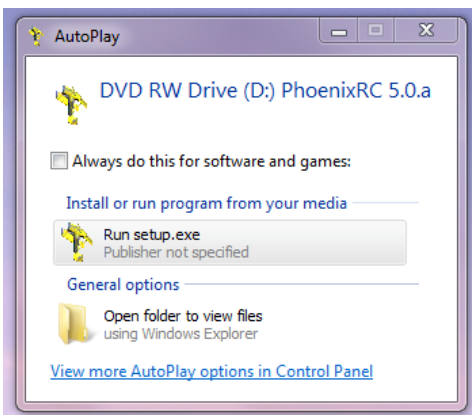 AutoPlay
DVD RW Drive (D:) PhoenixRC 5.0.a
Always do this for software and games:
Install or run program from your media
Run setup.exe
Publisher not specified
General options
Open folder to view files
using Windows Explorer
View more AutoPlay options in Control Panel